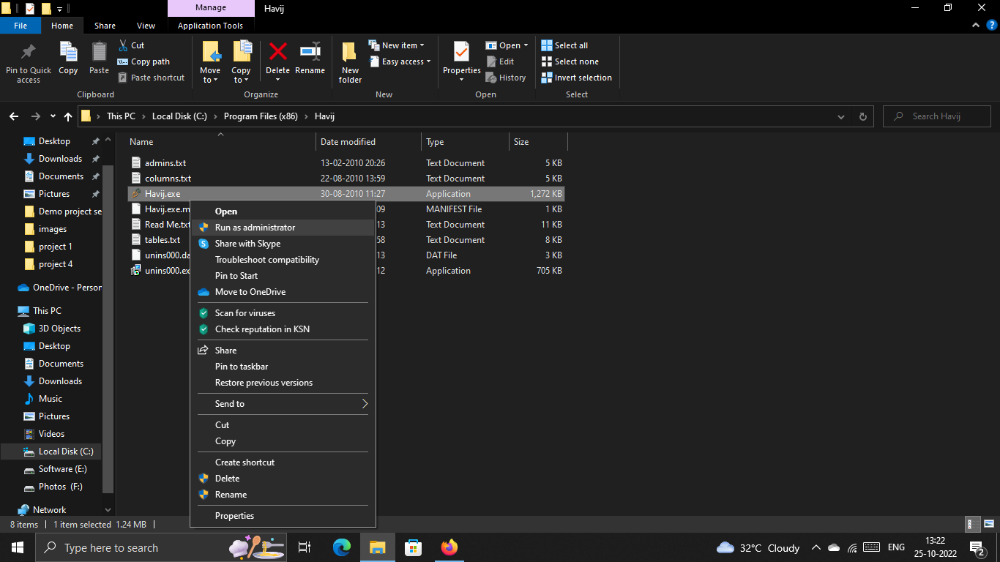 Manage
Havij
File
Home
Share
View
Application Tools
Pin to Quick access
Copy
Paste
Cut
Copy path
Paste shortcut
Clipboard
Move to
Copy to
Delete
Rename
Organize
New folder
New item
Easy access
New
Properties
Open
Edit
History
Open
Select all
Select none
Invert selection
Select
This PC > Local Disk (C:) > Program Files (x86) > Havij
Search Havij
Name Date modified Type Size
admins.txt 13-02-2010 20:26 Text Document 5 KB
columns.txt 22-08-2010 13:59 Text Document 5 KB
Havij.exe 30-08-2010 11:27 Application 1,272 KB
Havij.exe.m 09 MANIFEST File 1 KB
Read Me.txt 13 Text Document 11 KB
tables.txt 58 Text Document 8 KB
unins000.da 13 DAT File 3 KB
unins000.ex 12 Application 705 KB
Open
Run as administrator
Share with Skype
Troubleshoot compatibility
Pin to Start
Move to OneDrive
Scan for viruses
Check reputation in KSN
Share
Pin to taskbar
Restore previous versions
Send to
Cut
Copy
Create shortcut
Delete
Rename
Properties
Desktop
Downloads
Documents
Pictures
Demo project se
images
project 1
project 4
OneDrive - Person
This PC
3D Objects
Desktop
Documents
Downloads
Music
Pictures
Videos
Local Disk (C:)
Software (E:)
Photos (F:)
Network
8 items
1 item selected 1.24 MB
Type here to search
32°C Cloudy
ENG
13:22
25-10-2022
2